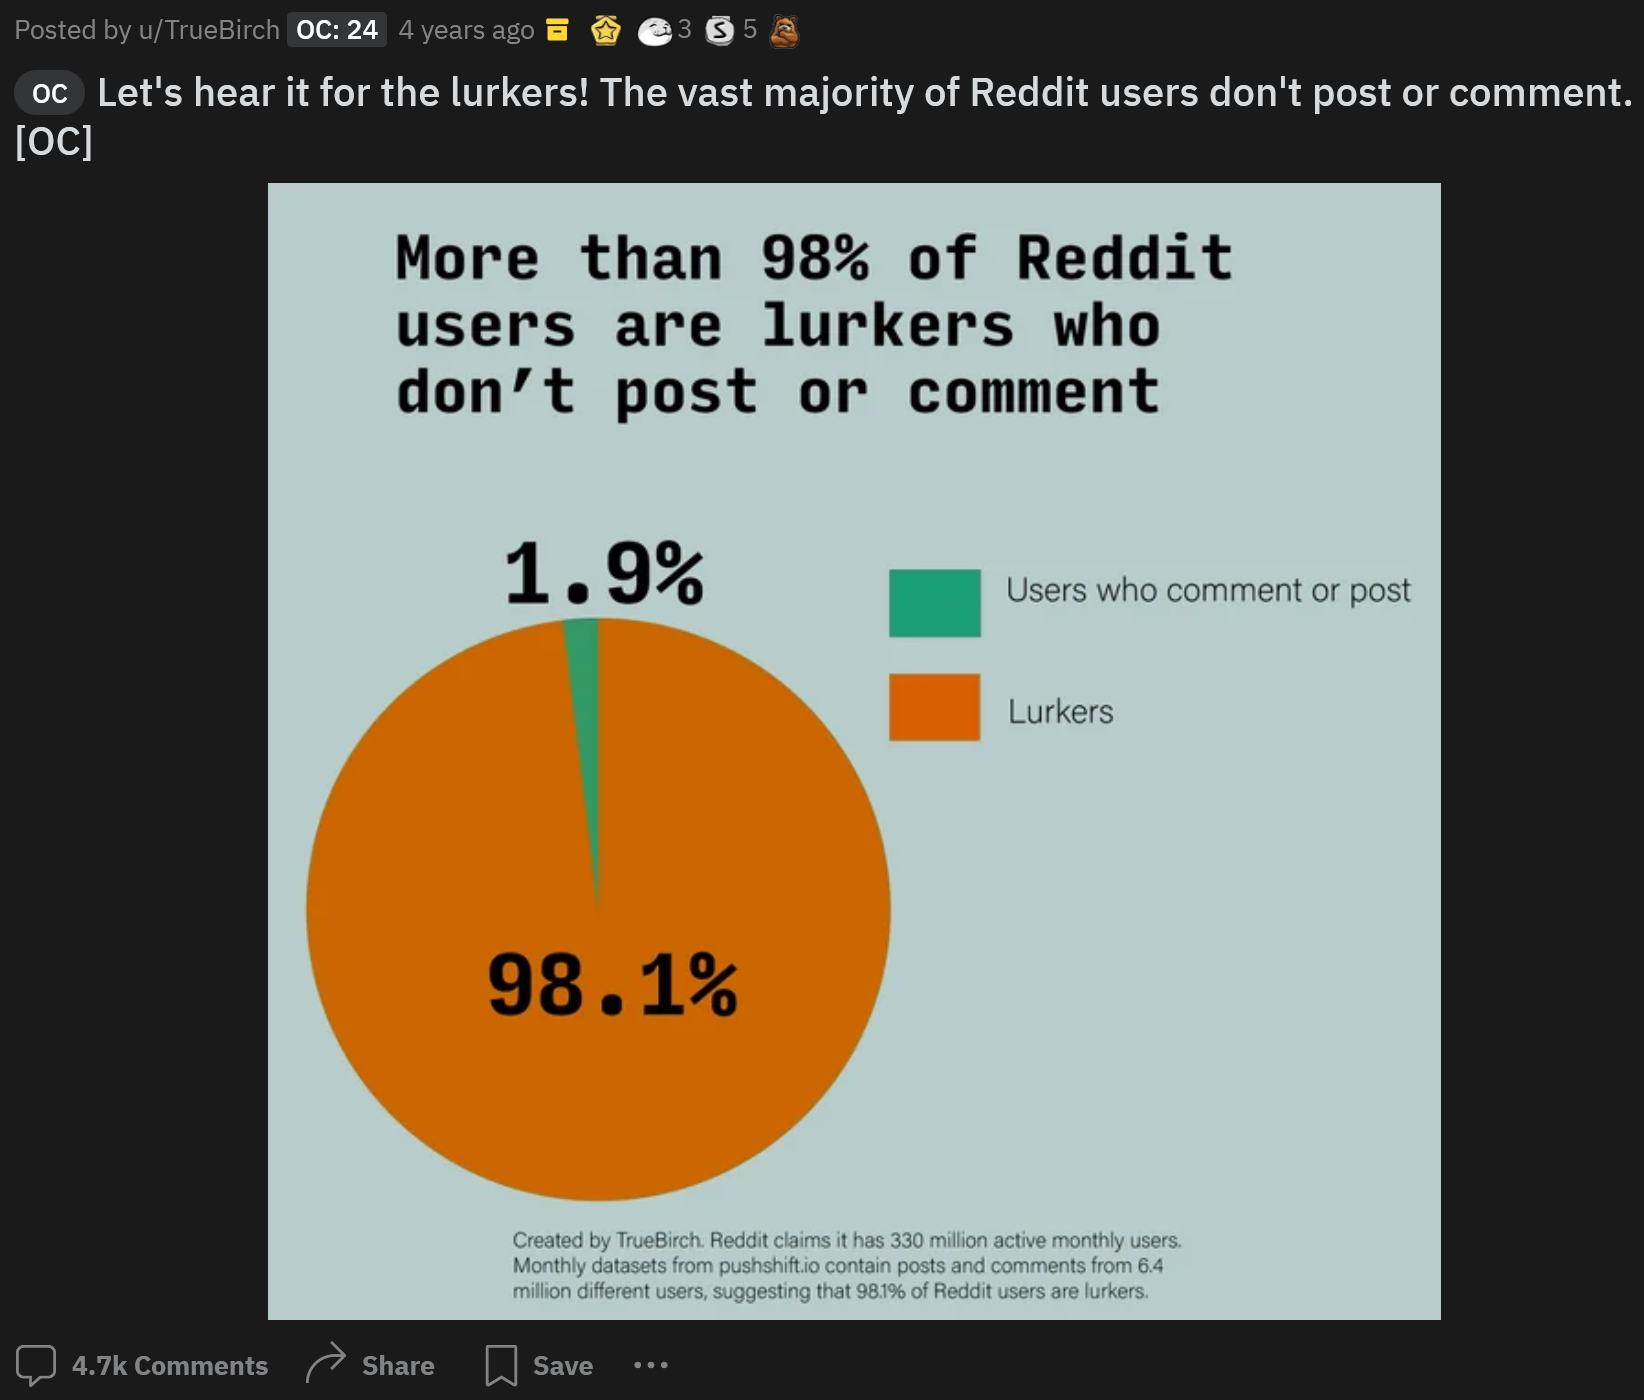 Posted by u/TrueBirch OC: 24 4 years ago 3 S 5
OC Let's hear it for the lurkers! The vast majority of Reddit users don't post or comment.
[OC]
More than 98% of Reddit
users are lurkers who
don’t post or comment
1.9%
Users who comment or post
Lurkers
98.1%
Created by TrueBirch. Reddit claims it has 330 million active monthly users.
Monthly datasets from pushshift.io contain posts and comments from 6.4
million different users, suggesting that 98.1% of Reddit users are lurkers.
4.7k Comments Share Save